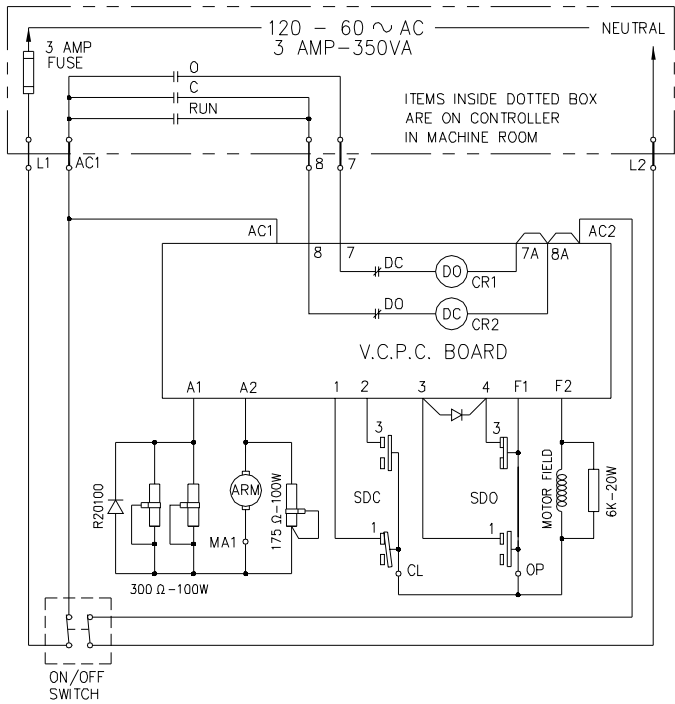 120 - 60 ~ AC
3 AMP-350VA
NEUTRAL
3 AMP
FUSE
O
C
RUN
ITEMS INSIDE DOTTED BOX
ARE ON CONTROLLER
IN MACHINE ROOM
L1
AC1
8
7
L2
AC1
AC2
8
7
7A
8A
DC
DO
CR1
DO
DC
CR2
V.C.P.C. BOARD
A1
A2
1
2
3
4
F1
F2
3
3
R20100
ARM
175 Ω-100W
SDC
SDO
MOTOR FIELD
6K-20W
MA1
1
1
CL
OP
300 Ω-100W
ON/OFF
SWITCH